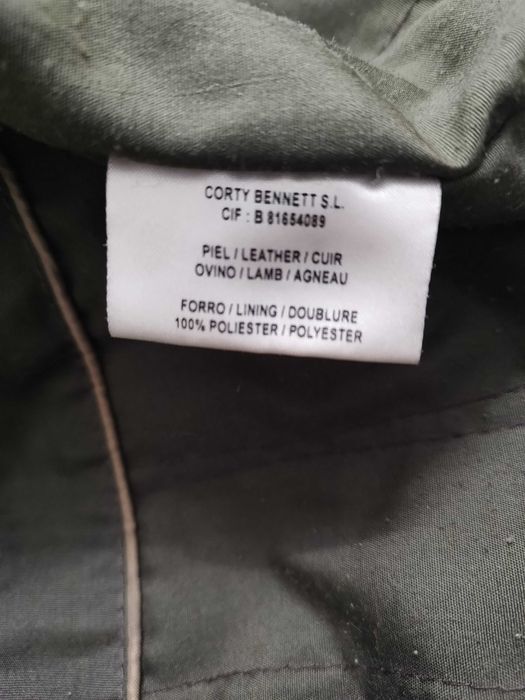 CORTY BENNETT S.L.
CIF : B 81654089
PIEL / LEATHER / CUIR
OVINO / LAMB / AGNEAU
FORRO / LINING / DOUBLURE
100% POLIESTER / POLYESTER